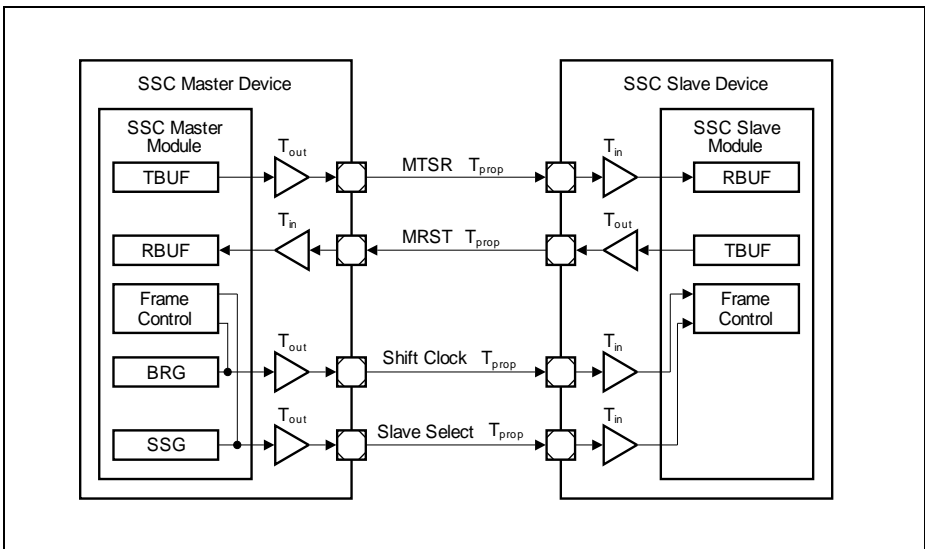 SSC Master Device
SSC Slave Device
SSC Master
Module
SSC Slave
Module
TBUF
Tout
MTSR Tprop
Tin
RBUF
RBUF
Tin
MRST Tprop
Tout
TBUF
Frame
Control
Frame
Control
BRG
Tout
Shift Clock Tprop
Tin
SSG
Tout
Slave Select Tprop
Tin